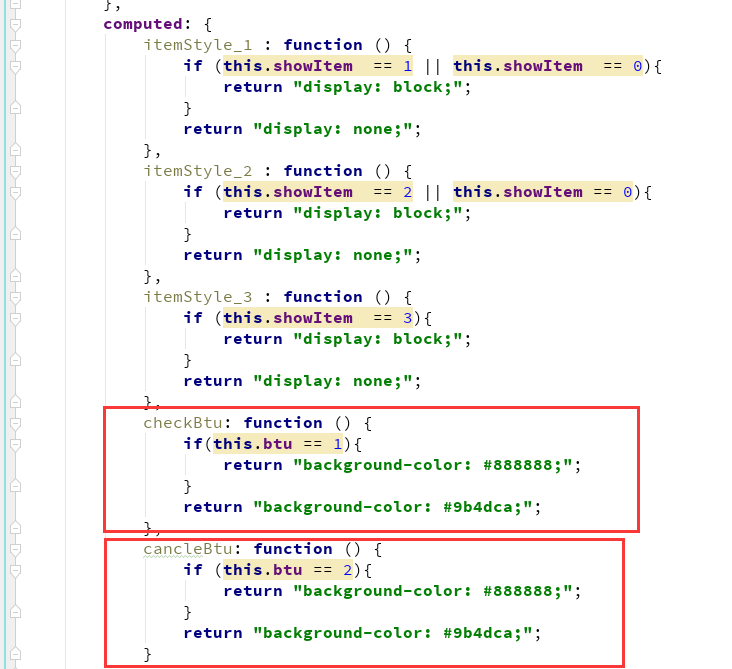 },
computed: {
itemStyle_1 : function () {
if (this.showItem  == 1 || this.showItem  == 0){
return "display: block;";
}
return "display: none;";
},
itemStyle_2 : function () {
if (this.showItem  == 2 || this.showItem == 0){
return "display: block;";
}
return "display: none;";
},
itemStyle_3 : function () {
if (this.showItem  == 3){
return "display: block;";
}
return "display: none;";
},
checkBtu: function () {
if(this.btu == 1){
return "background-color: #888888;";
}
return "background-color: #9b4dca;";
},
cancleBtu: function () {
if (this.btu == 2){
return "background-color: #888888;";
}
return "background-color: #9b4dca;";
}